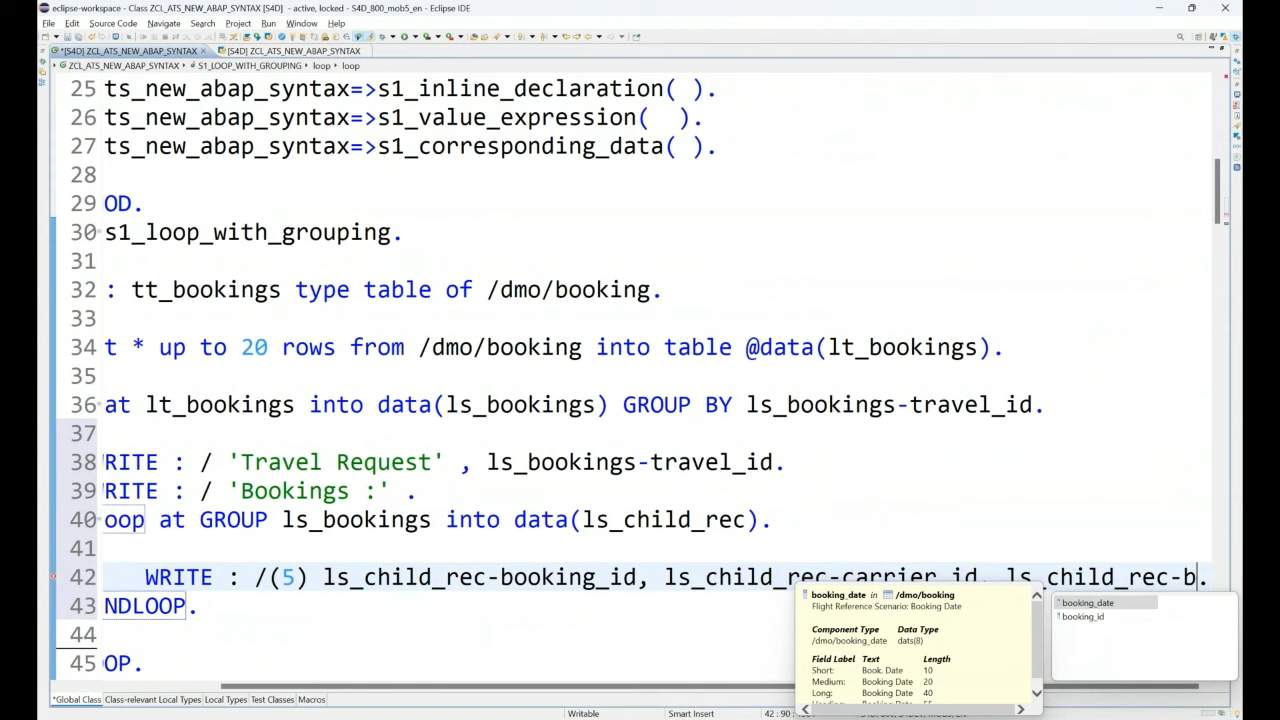 eclipse-workspace - Class ZCL_ATS_NEW_ABAP_SYNTAX [S4D] - active, locked - S4D_800_mob5_en - Eclipse IDE
File Edit Source Code Navigate Search Project Run Window Help
*[S4D] ZCL_ATS_NEW_ABAP_SYNTAX [S4D] ZCL_ATS_NEW_ABAP_SYNTAX
ZCL_ATS_NEW_ABAP_SYNTAX S1_LOOP_WITH_GROUPING loop loop
25 ts_new_abap_syntax=>s1_inline_declaration( ).
26 ts_new_abap_syntax=>s1_value_expression(  ).
27 ts_new_abap_syntax=>s1_corresponding_data( ).
28
29 OD.
30 s1_loop_with_grouping.
31
32 : tt_bookings type table of /dmo/booking.
33
34 t * up to 20 rows from /dmo/booking into table @data(lt_bookings).
35
36 at lt_bookings into data(ls_bookings) GROUP BY ls_bookings-travel_id.
37
38 RITE : / 'Travel Request' , ls_bookings-travel_id.
39 RITE : / 'Bookings :' .
40 oop at GROUP ls_bookings into data(ls_child_rec).
41
42 WRITE : /(5) ls_child_rec-booking_id, ls_child_rec-carrier_id, ls_child_rec-b.
43 NDLOOP.
44
45 OP.
booking_date in /dmo/booking
Flight Reference Scenario: Booking Date
Component Type Data Type
/dmo/booking_date dats(8)
Field Label Text Length
Short: Book. Date 10
Medium: Booking Date 20
Long: Booking Date 40
booking_date
booking_id
*Global Class Class-relevant Local Types Local Types Test Classes Macros
Writable Smart Insert